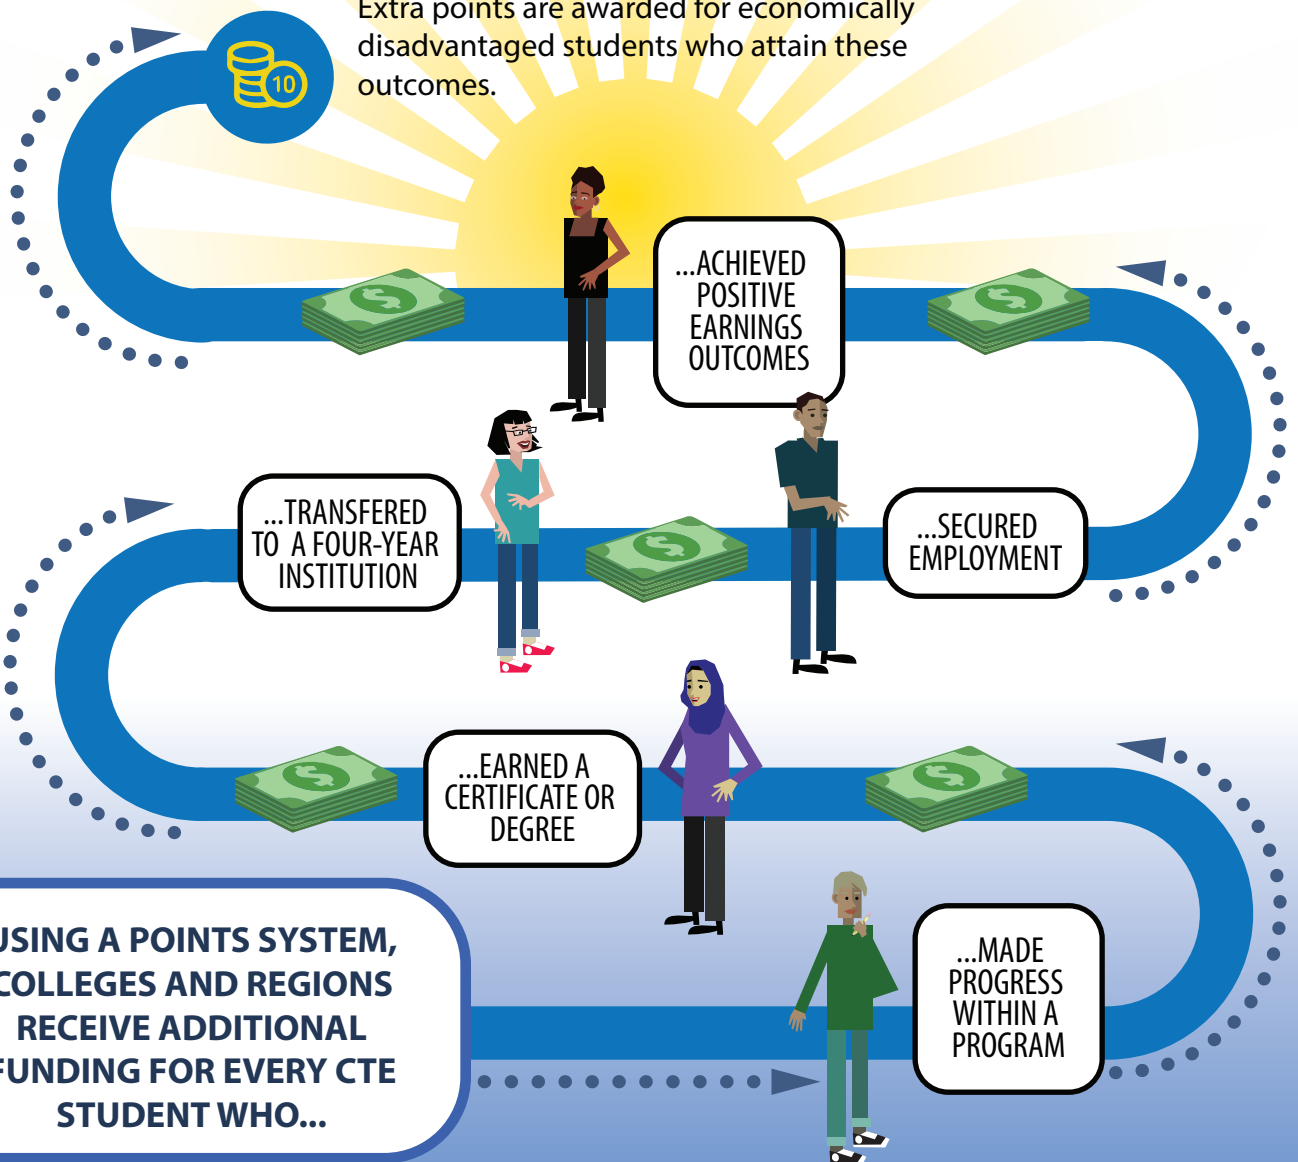 Extra points are awarded for economically
disadvantaged students who attain these
outcomes.
10
...ACHIEVED
POSITIVE
EARNINGS
OUTCOMES
...TRANSFERED
TO A FOUR-YEAR
INSTITUTION
...SECURED
EMPLOYMENT
...EARNED A
CERTIFICATE OR
DEGREE
...MADE
PROGRESS
WITHIN A
PROGRAM
USING A POINTS SYSTEM,
COLLEGES AND REGIONS
RECEIVE ADDITIONAL
FUNDING FOR EVERY CTE
STUDENT WHO...